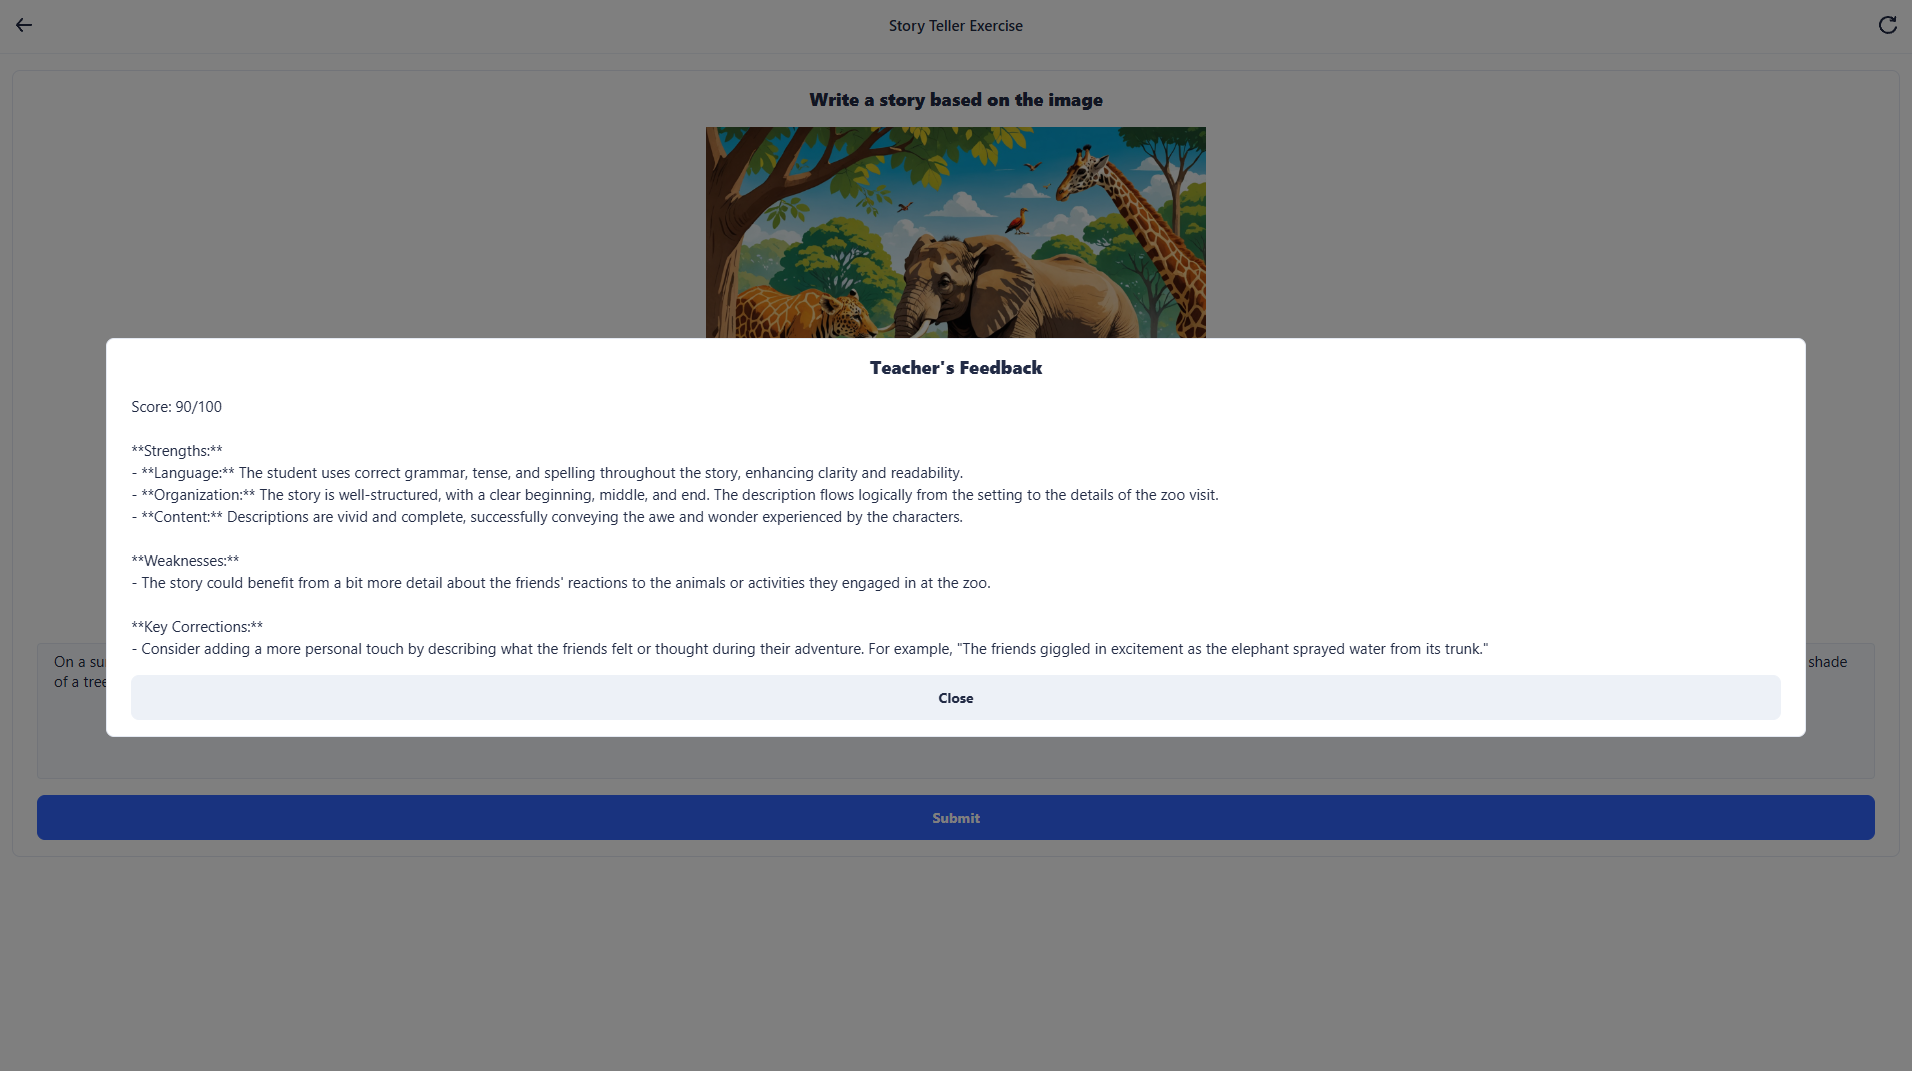 Story Teller Exercise
Write a story based on the image
Teacher's Feedback
Score: 90/100
**Strengths:**
- **Language:** The student uses correct grammar, tense, and spelling throughout the story, enhancing clarity and readability.
- **Organization:** The story is well-structured, with a clear beginning, middle, and end. The description flows logically from the setting to the details of the zoo visit.
- **Content:** Descriptions are vivid and complete, successfully conveying the awe and wonder experienced by the characters.
**Weaknesses:**
- The story could benefit from a bit more detail about the friends' reactions to the animals or activities they engaged in at the zoo.
**Key Corrections:**
- Consider adding a more personal touch by describing what the friends felt or thought during their adventure. For example, "The friends giggled in excitement as the elephant sprayed water from its trunk."
On a shade
of a tree
Close
Submit